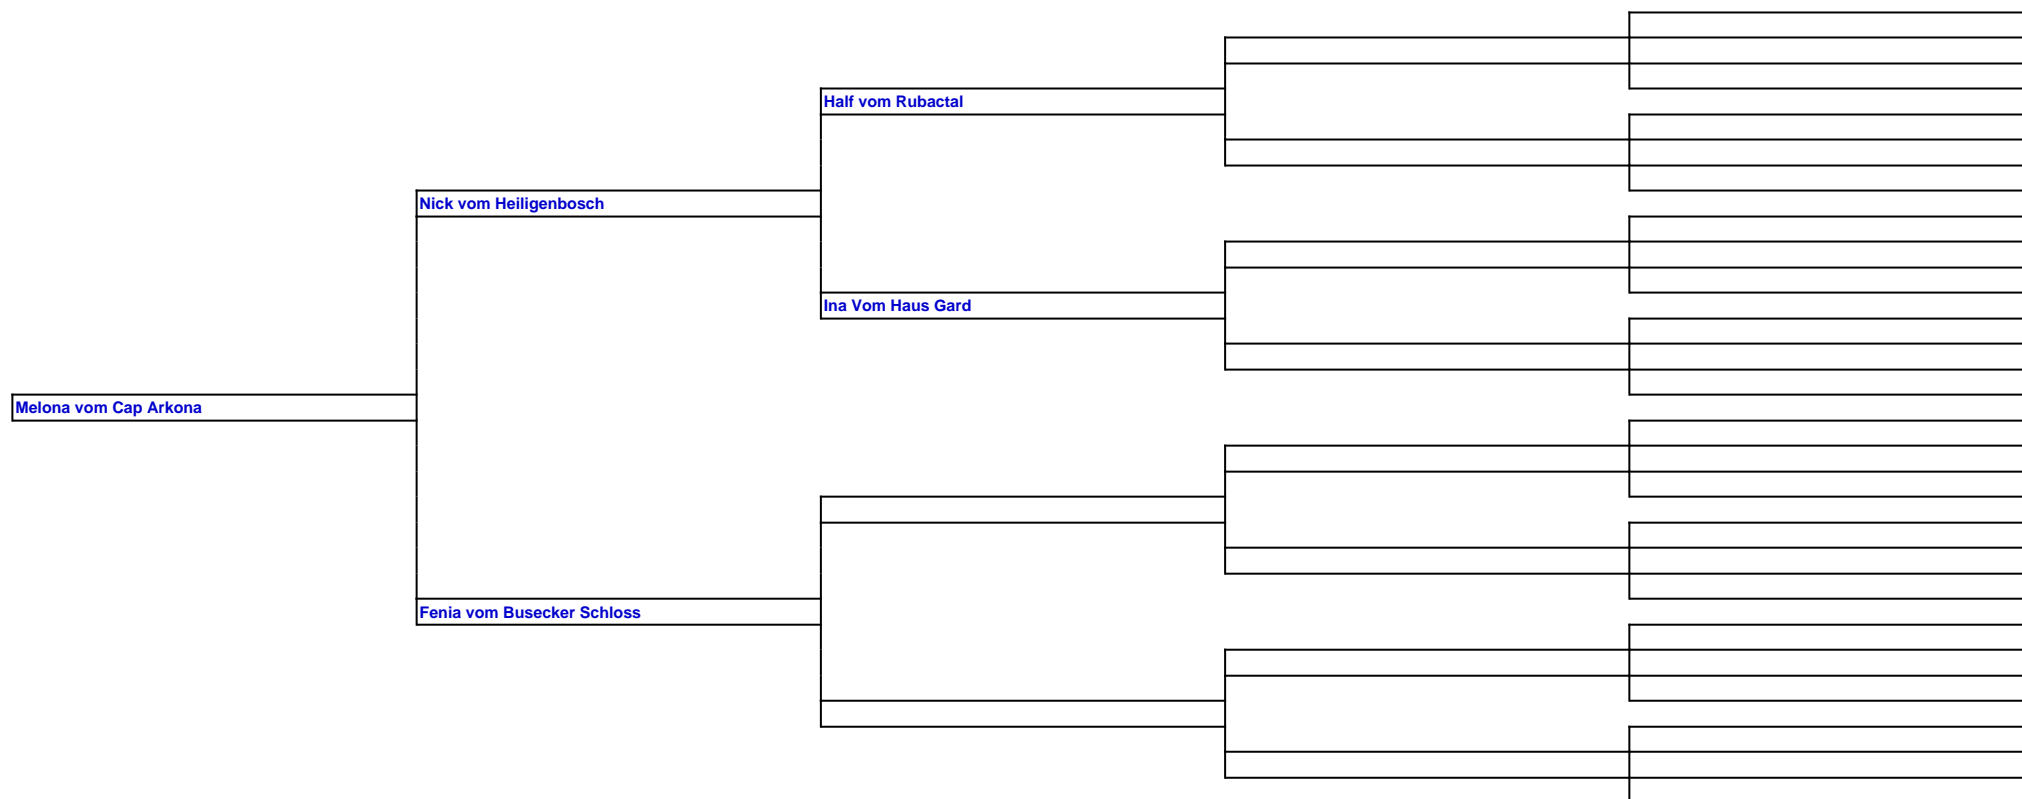 Half vom Rubactal
Nick vom Heiligenbosch
Ina Vom Haus Gard
Melona vom Cap Arkona
Fenia vom Busecker Schloss